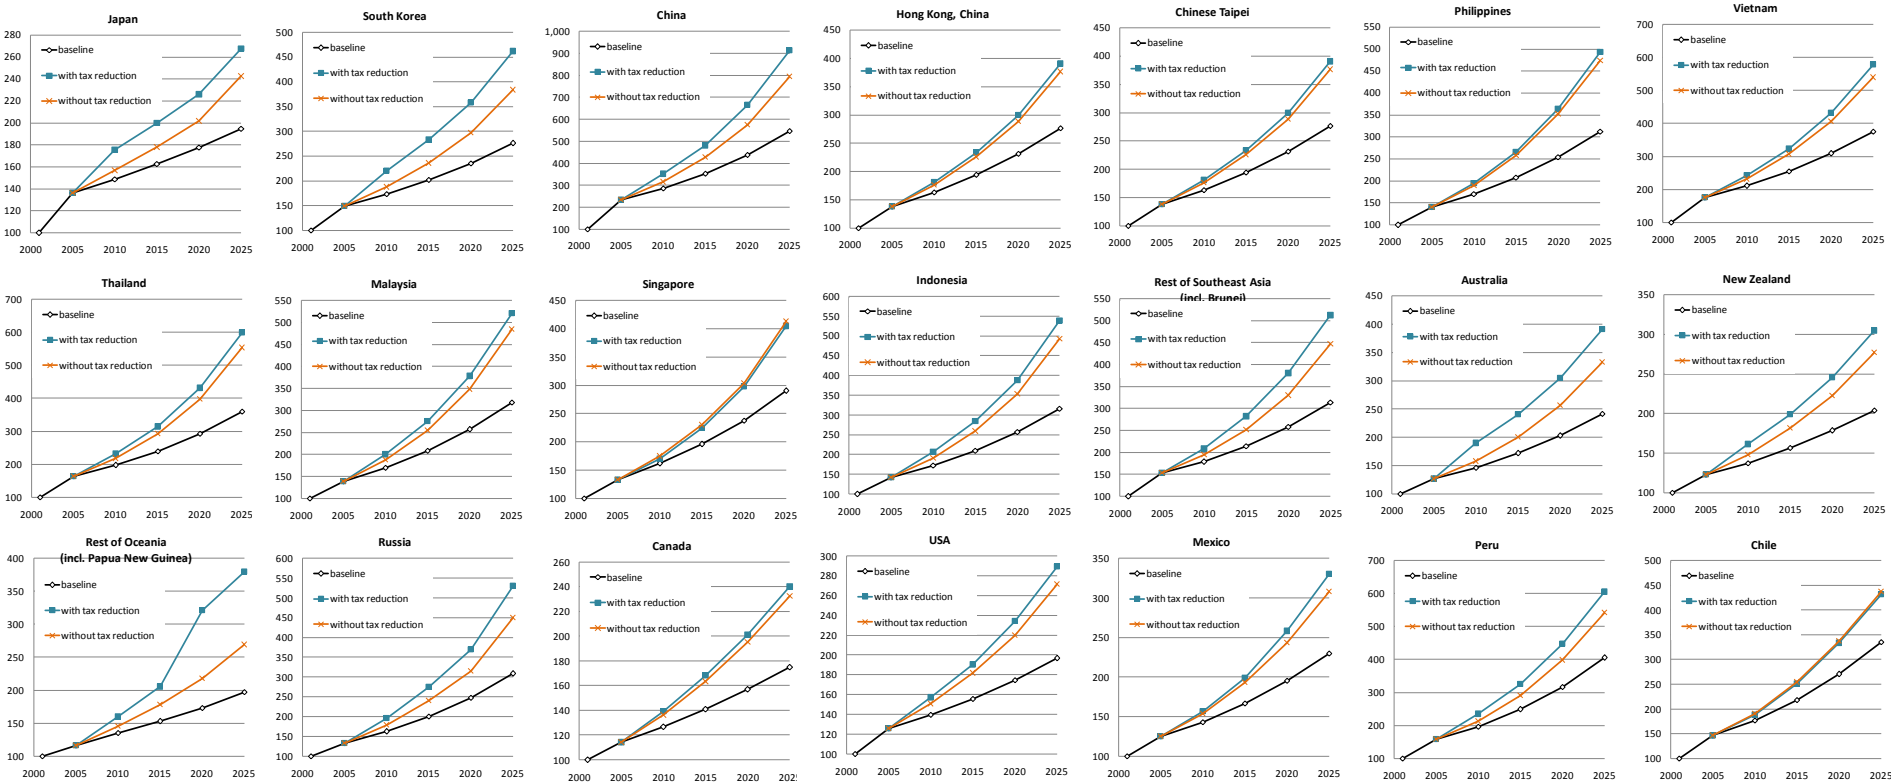 Japan
280
260
240
220
200
180
160
140
120
100
baseline
with tax reduction
without tax reduction
2000 2005 2010 2015 2020 2025
South Korea
500
450
400
350
300
250
200
150
100
baseline
with tax reduction
without tax reduction
2000 2005 2010 2015 2020 2025
China
1,000
900
800
700
600
500
400
300
200
100
baseline
with tax reduction
without tax reduction
2000 2005 2010 2015 2020 2025
Hong Kong, China
450
400
350
300
250
200
150
100
baseline
with tax reduction
without tax reduction
2000 2005 2010 2015 2020 2025
Chinese Taipei
450
400
350
300
250
200
150
100
baseline
with tax reduction
without tax reduction
2000 2005 2010 2015 2020 2025
Philippines
550
500
450
400
350
300
250
200
150
100
baseline
with tax reduction
without tax reduction
2000 2005 2010 2015 2020 2025
Vietnam
700
600
500
400
300
200
100
baseline
with tax reduction
without tax reduction
2000 2005 2010 2015 2020 2025
Thailand
700
600
500
400
300
200
100
baseline
with tax reduction
without tax reduction
2000 2005 2010 2015 2020 2025
Malaysia
550
500
450
400
350
300
250
200
150
100
baseline
with tax reduction
without tax reduction
2000 2005 2010 2015 2020 2025
Singapore
450
400
350
300
250
200
150
100
baseline
with tax reduction
without tax reduction
2000 2005 2010 2015 2020 2025
Indonesia
600
550
500
450
400
350
300
250
200
150
100
baseline
with tax reduction
without tax reduction
2000 2005 2010 2015 2020 2025
Rest of Southeast Asia
(incl. Brunei)
550
500
450
400
350
300
250
200
150
100
baseline
with tax reduction
without tax reduction
2000 2005 2010 2015 2020 2025
Australia
450
400
350
300
250
200
150
100
baseline
with tax reduction
without tax reduction
2000 2005 2010 2015 2020 2025
New Zealand
350
300
250
200
150
100
baseline
with tax reduction
without tax reduction
2000 2005 2010 2015 2020 2025
Rest of Oceania
(incl. Papua New Guinea)
400
350
300
250
200
150
100
baseline
with tax reduction
without tax reduction
2000 2005 2010 2015 2020 2025
Russia
600
550
500
450
400
350
300
250
200
150
100
baseline
with tax reduction
without tax reduction
2000 2005 2010 2015 2020 2025
Canada
260
240
220
200
180
160
140
120
100
baseline
with tax reduction
without tax reduction
2000 2005 2010 2015 2020 2025
USA
300
280
260
240
220
200
180
160
140
120
100
baseline
with tax reduction
without tax reduction
2000 2005 2010 2015 2020 2025
Mexico
350
300
250
200
150
100
baseline
with tax reduction
without tax reduction
2000 2005 2010 2015 2020 2025
Peru
700
600
500
400
300
200
100
baseline
with tax reduction
without tax reduction
2000 2005 2010 2015 2020 2025
Chile
500
450
400
350
300
250
200
150
100
baseline
with tax reduction
without tax reduction
2000 2005 2010 2015 2020 2025